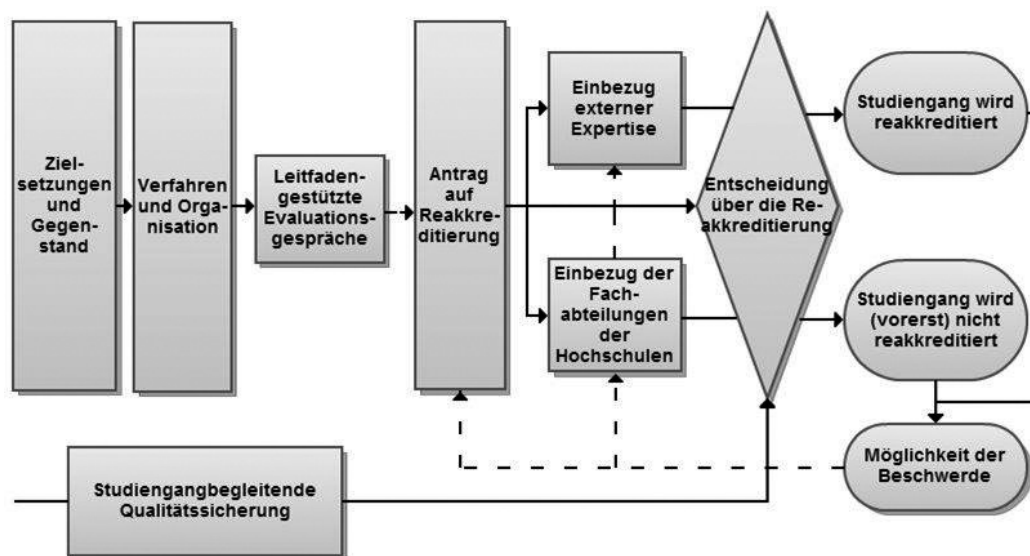 Ziel-
setzungen
und
Gegen-
stand
Verfahren
und Orga-
nisation
Leitfaden-
gestützte
Evaluations-
gespräche
Antrag
auf
Reakkre-
ditierung
Einbezug
externer
Expertise
Einbezug der
Fach-
abteilungen
der
Hochschulen
Entscheidung
über die Re-
akkreditierung
Studiengang wird
reakkreditiert
Studiengang wird
(vorerst) nicht
reakkreditiert
Möglichkeit der
Beschwerde
Studiengangbegleitende
Qualitätssicherung